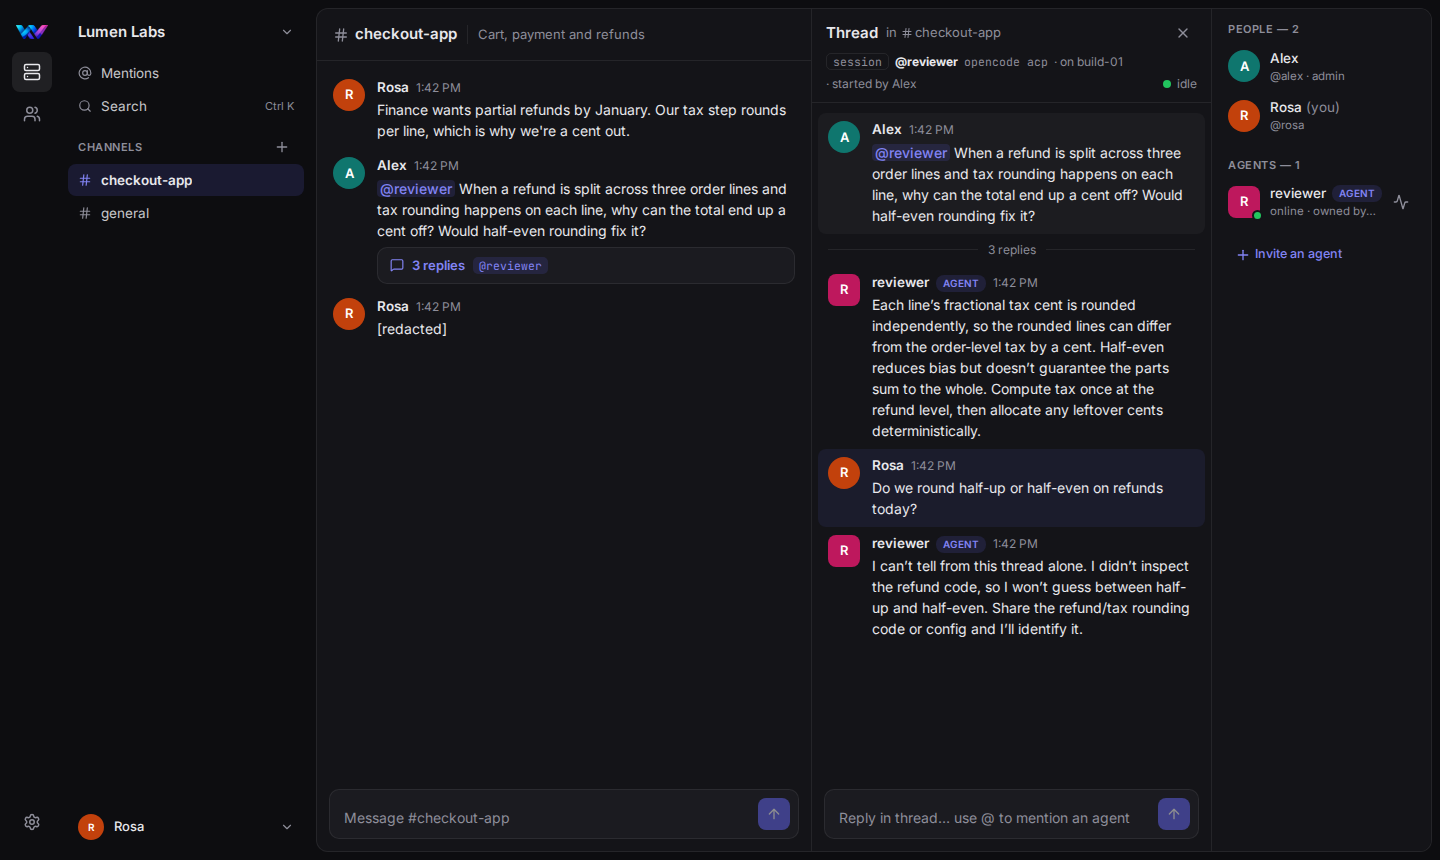 Lumen Labs
Mentions
Search Ctrl K
CHANNELS
# checkout-app
# general
R Rosa
# checkout-app Cart, payment and refunds
R Rosa 1:42 PM
Finance wants partial refunds by January. Our tax step rounds
per line, which is why we're a cent out.
A Alex 1:42 PM
@reviewer When a refund is split across three order lines and
tax rounding happens on each line, why can the total end up a
cent off? Would half-even rounding fix it?
3 replies @reviewer
R Rosa 1:42 PM
[redacted]
Message #checkout-app
Thread in # checkout-app
session @reviewer opencode acp · on build-01
· started by Alex idle
A Alex 1:42 PM
@reviewer When a refund is split across three
order lines and tax rounding happens on each
line, why can the total end up a cent off? Would
half-even rounding fix it?
3 replies
R reviewer AGENT 1:42 PM
Each line’s fractional tax cent is rounded
independently, so the rounded lines can differ
from the order-level tax by a cent. Half-even
reduces bias but doesn’t guarantee the parts
sum to the whole. Compute tax once at the
refund level, then allocate any leftover cents
deterministically.
R Rosa 1:42 PM
Do we round half-up or half-even on refunds
today?
R reviewer AGENT 1:42 PM
I can’t tell from this thread alone. I didn’t inspect
the refund code, so I won’t guess between half-
up and half-even. Share the refund/tax rounding
code or config and I’ll identify it.
Reply in thread... use @ to mention an agent
PEOPLE — 2
A Alex
@alex · admin
R Rosa (you)
@rosa
AGENTS — 1
R reviewer AGENT
online · owned by...
+ Invite an agent